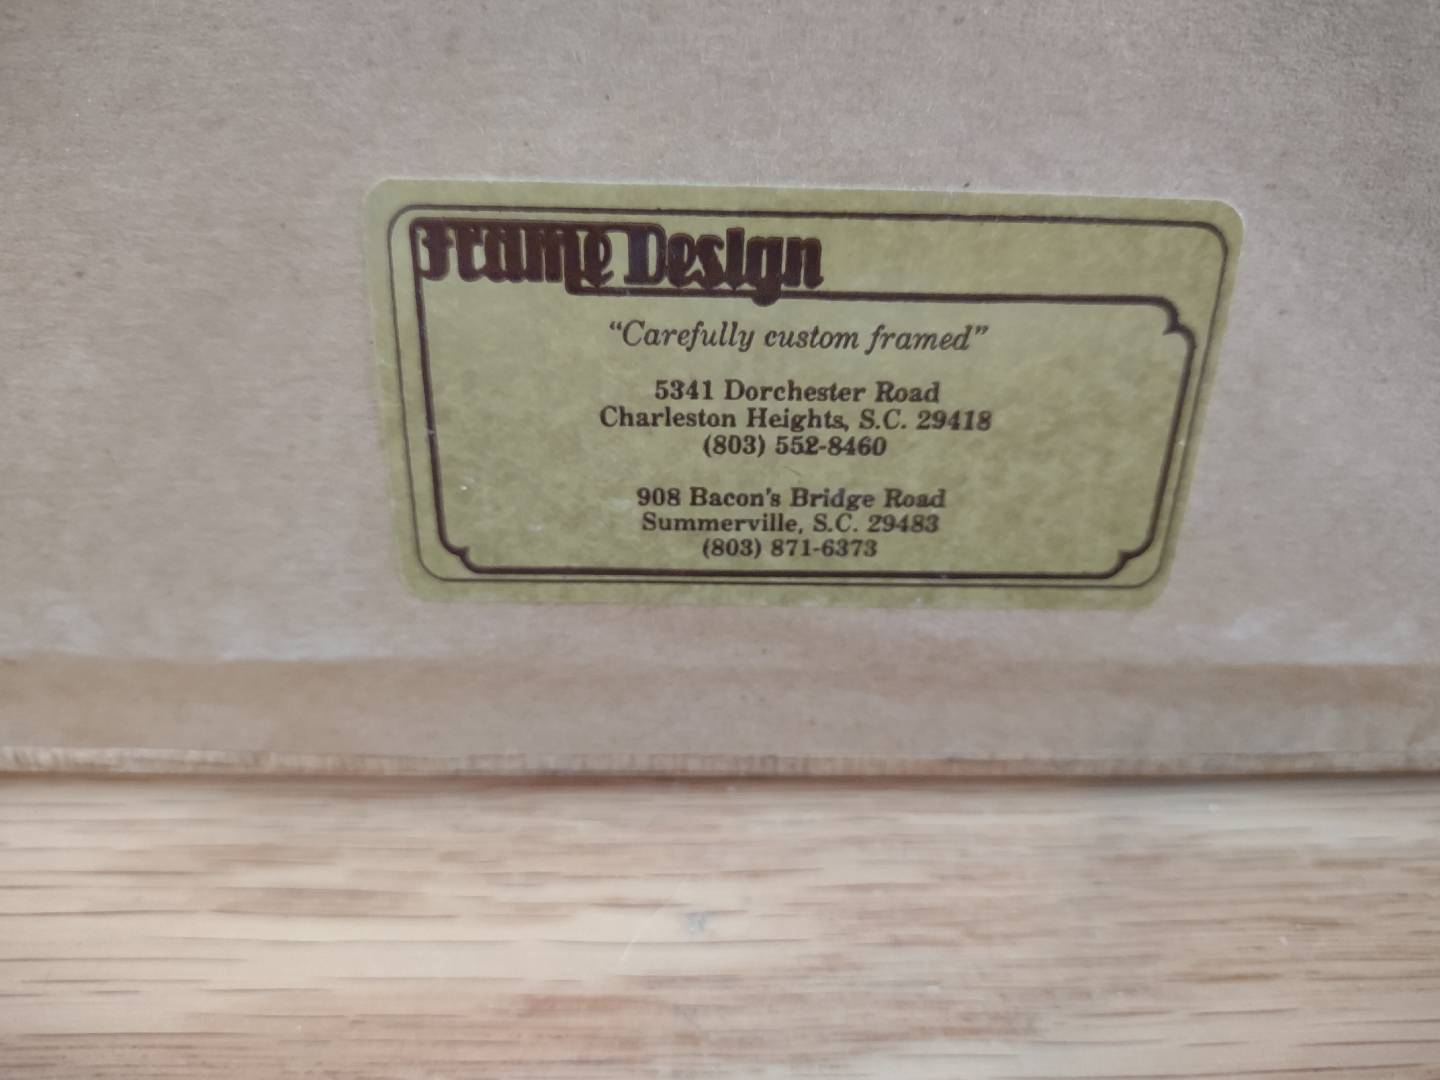 Frame Design
“Carefully custom framed”
5341 Dorchester Road
Charleston Heights, S.C. 29418
(803) 552-8460
908 Bacon's Bridge Road
Summerville, S.C. 29483
(803) 871-6373